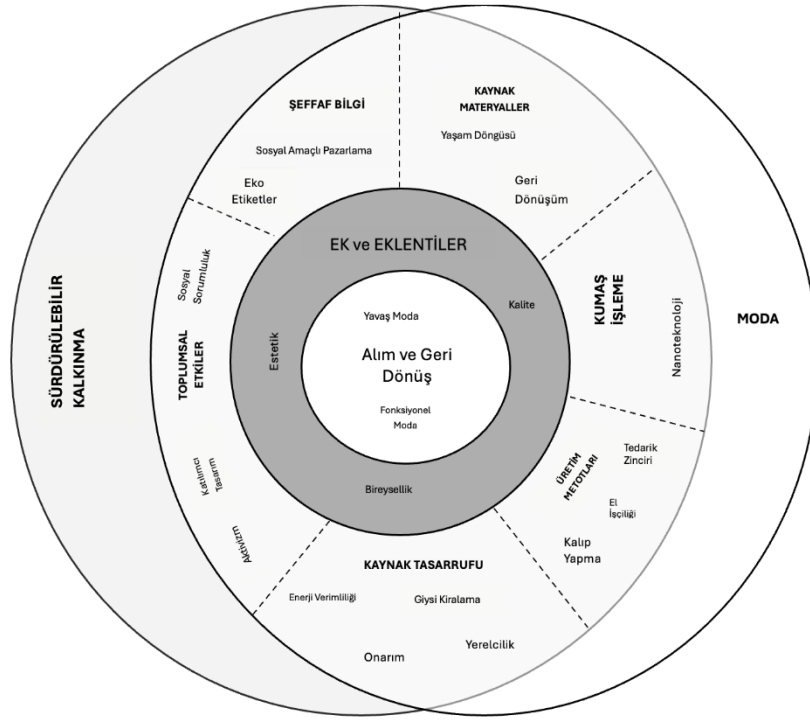 ŞEFFAF BİLGİ
Sosyal Amaçlı Pazarlama
Eko
Etiketler
KAYNAK
MATERYALLER
Yaşam Döngüsü
Geri
Dönüşüm
EK ve EKLENTİLER
Kalite
Estetik
Bireysellik
Yavaş Moda
Alım ve Geri
Dönüş
Fonksiyonel
Moda
SÜRDÜRÜLEBİLİR
KALKINMA
Sosyal
Sorumluluk
TOPLUMSAL
ETKİLER
Katılımcı
Tasarım
Aktivizm
KUMAŞ
İŞLEME
Nanoteknoloji
MODA
ÜRETİM
METOTLARI
Tedarik
Zinciri
El
İşçiliği
Kalıp
Yapma
KAYNAK TASARRUFU
Enerji Verimliliği
Giysi Kiralama
Onarım
Yerelcilik